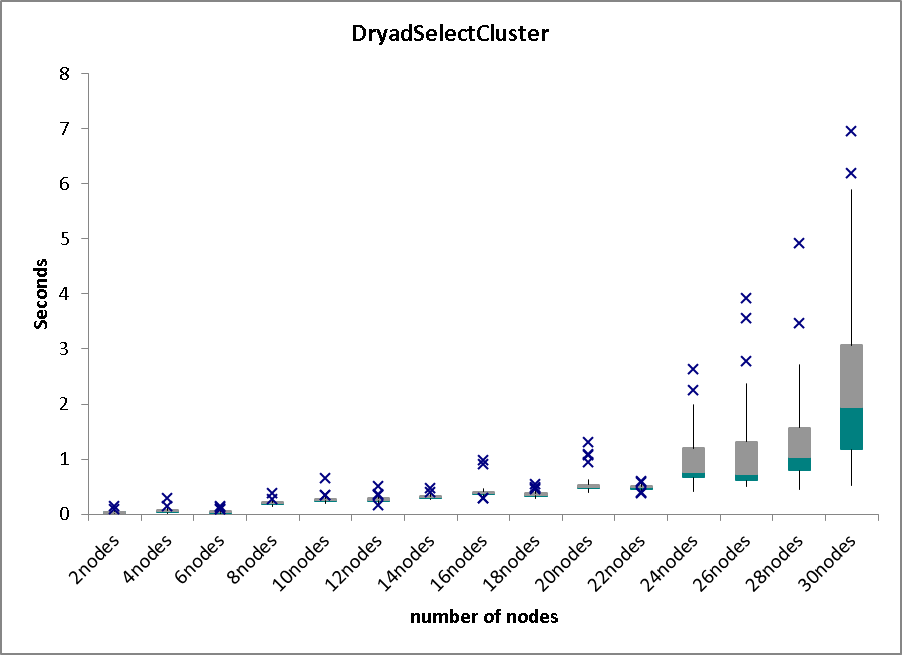 DryadSelectCluster
8
7
6
5
4
3
2
1
0
Seconds
2nodes
4nodes
6nodes
8nodes
10nodes
12nodes
14nodes
16nodes
18nodes
20nodes
22nodes
24nodes
26nodes
28nodes
30nodes
number of nodes